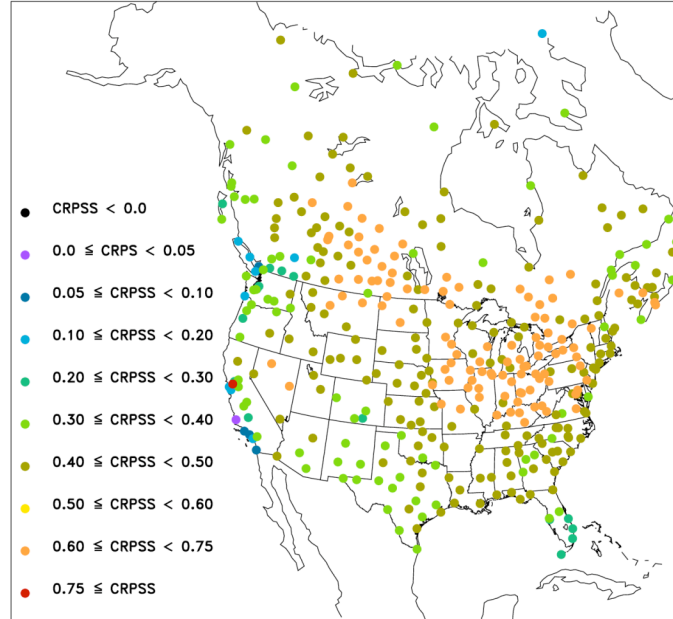 CRPSS < 0.0
0.0 ≦ CRPS < 0.05
0.05 ≦ CRPSS < 0.10
0.10 ≦ CRPSS < 0.20
0.20 ≦ CRPSS < 0.30
0.30 ≦ CRPSS < 0.40
0.40 ≦ CRPSS < 0.50
0.50 ≦ CRPSS < 0.60
0.60 ≦ CRPSS < 0.75
0.75 ≦ CRPSS